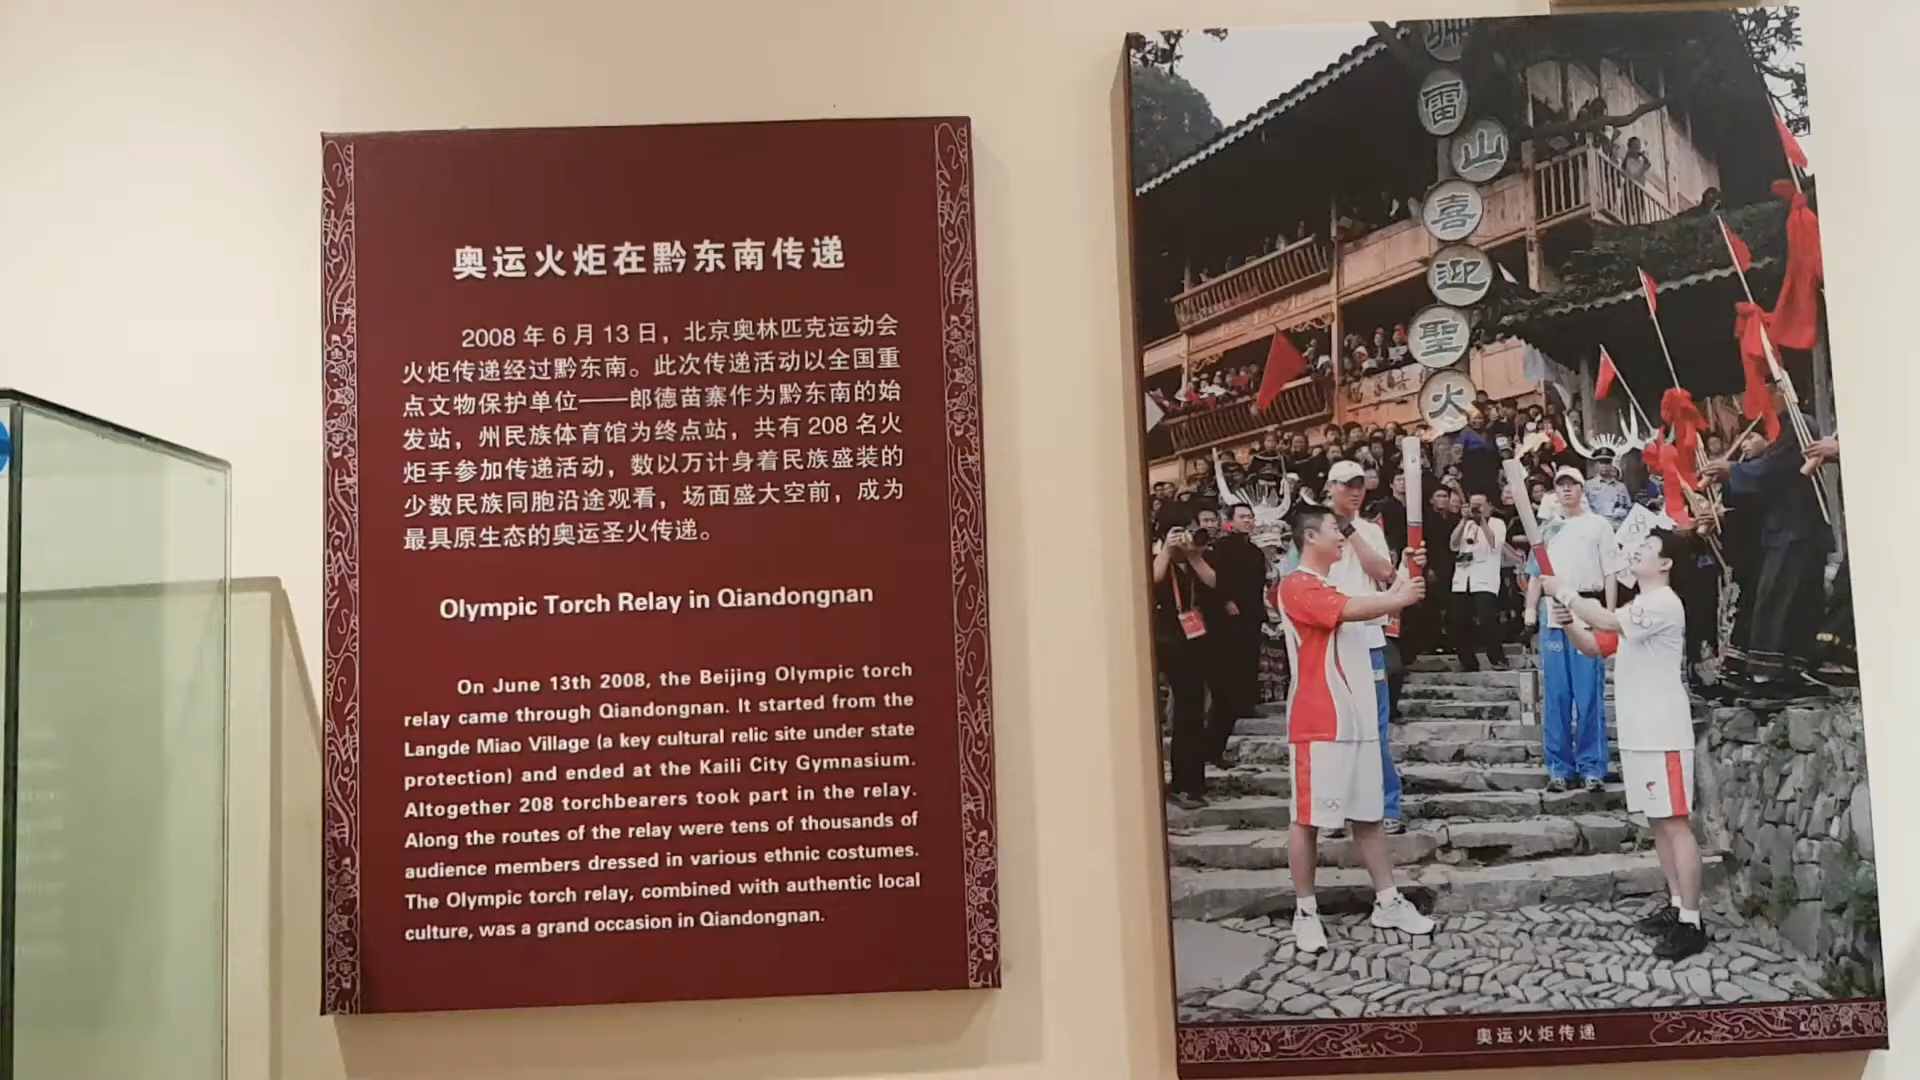 奥运火炬在黔东南传递
2008 年 6 月 13 日，北京奥林匹克运动会
火炬传递经过黔东南。此次传递活动以全国重
点文物保护单位——郎德苗寨作为黔东南的始
发站，州民族体育馆为终点站，共有 208 名火
炬手参加传递活动，数以万计身着民族盛装的
少数民族同胞沿途观看，场面盛大空前，成为
最具原生态的奥运圣火传递。
Olympic Torch Relay in Qiandongnan
On June 13th 2008, the Beijing Olympic torch
relay came through Qiandongnan. It started from the
Langde Miao Village (a key cultural relic site under state
protection) and ended at the Kaili City Gymnasium.
Altogether 208 torchbearers took part in the relay.
Along the routes of the relay were tens of thousands of
audience members dressed in various ethnic costumes.
The Olympic torch relay, combined with authentic local
culture, was a grand occasion in Qiandongnan.
雷山喜迎聖火
奥运火炬传递